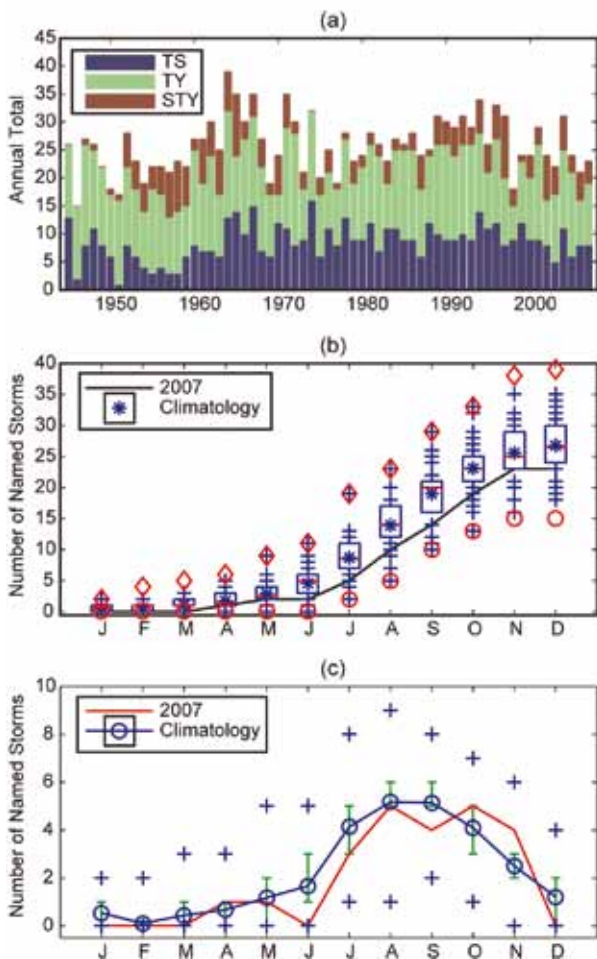 (a)
45
40
35
30
25
20
15
10
5
0
Annual Total
TS
TY
STY
1950 1960 1970 1980 1990 2000
(b)
40
35
30
25
20
15
10
5
0
Number of Named Storms
2007
Climatology
J F M A M J J A S O N D
(c)
10
8
6
4
2
0
Number of Named Storms
2007
Climatology
J F M A M J J A S O N D